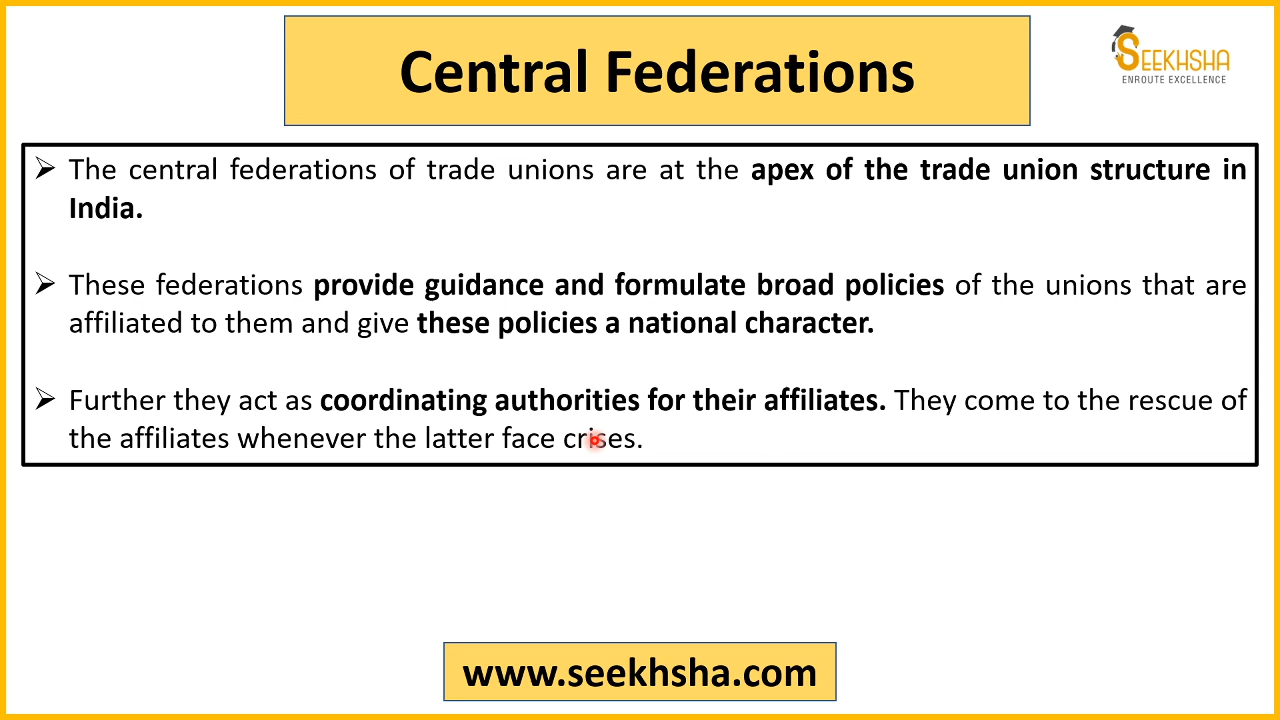 Central Federations
SEEKHSHA
ENROUTE EXCELLENCE
➢ The central federations of trade unions are at the apex of the trade union structure in
India.
➢ These federations provide guidance and formulate broad policies of the unions that are
affiliated to them and give these policies a national character.
➢ Further they act as coordinating authorities for their affiliates. They come to the rescue of
the affiliates whenever the latter face crises.
www.seekhsha.com